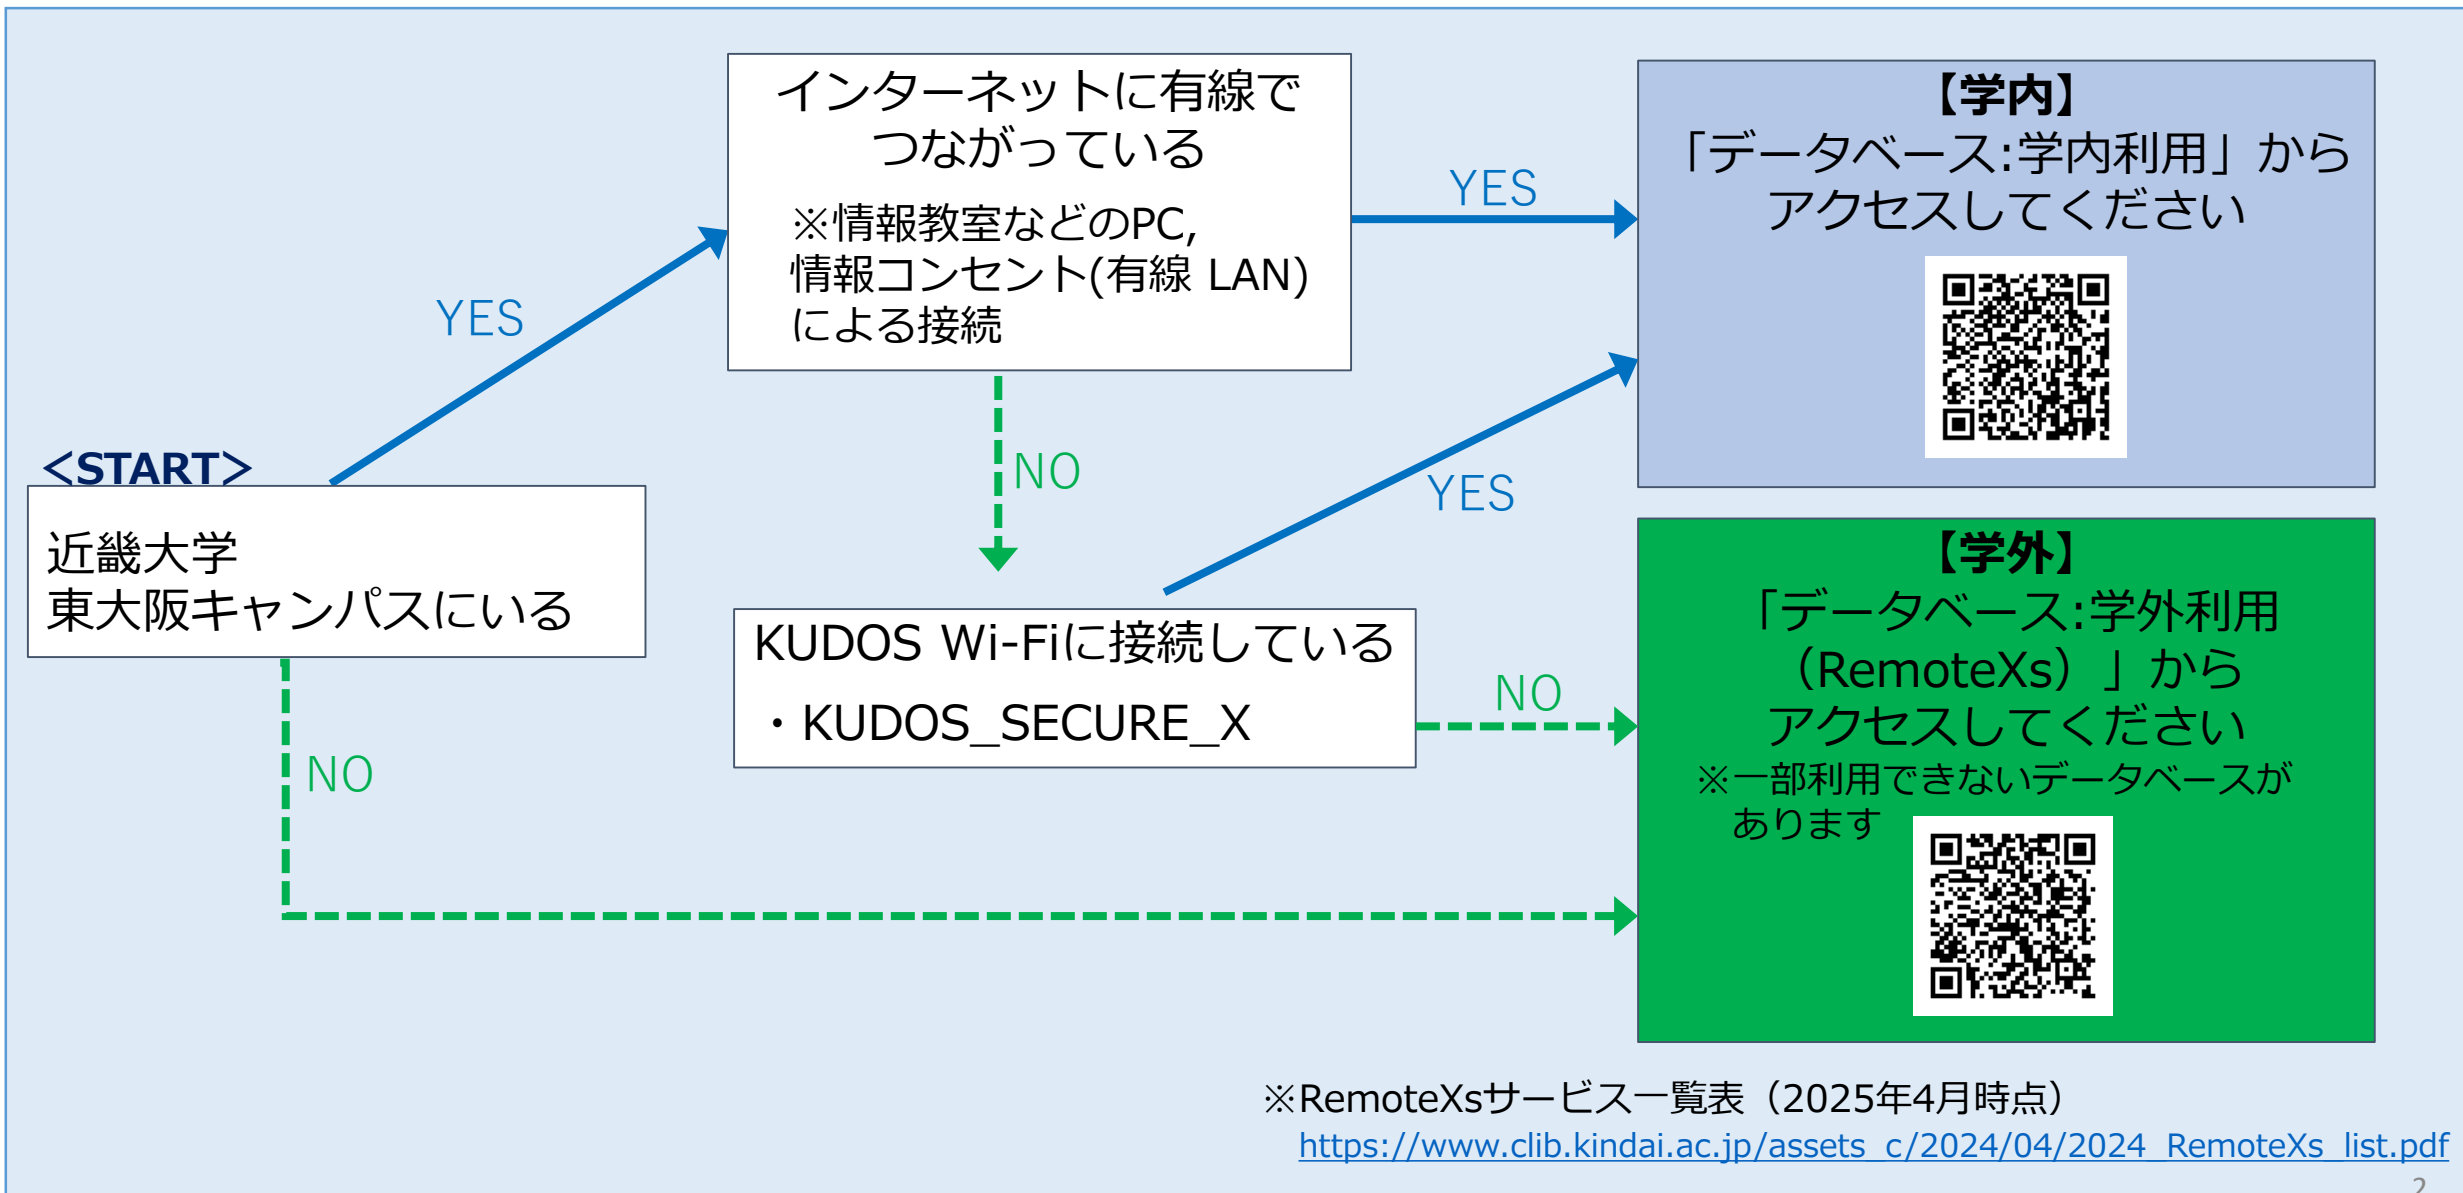 <START>
近畿大学
東大阪キャンパスにいる
YES
NO
インターネットに有線で
つながっている
※情報教室などのPC,
情報コンセント(有線 LAN)
による接続
YES
NO
KUDOS Wi-Fiに接続している
・KUDOS_SECURE_X
YES
NO
【学内】
「データベース:学内利用」から
アクセスしてください
【学外】
「データベース:学外利用
（RemoteXs）」から
アクセスしてください
※一部利用できないデータベースが
あります
※RemoteXsサービス一覧表（2025年4月時点）
https://www.clib.kindai.ac.jp/assets_c/2024/04/2024_RemoteXs_list.pdf
2